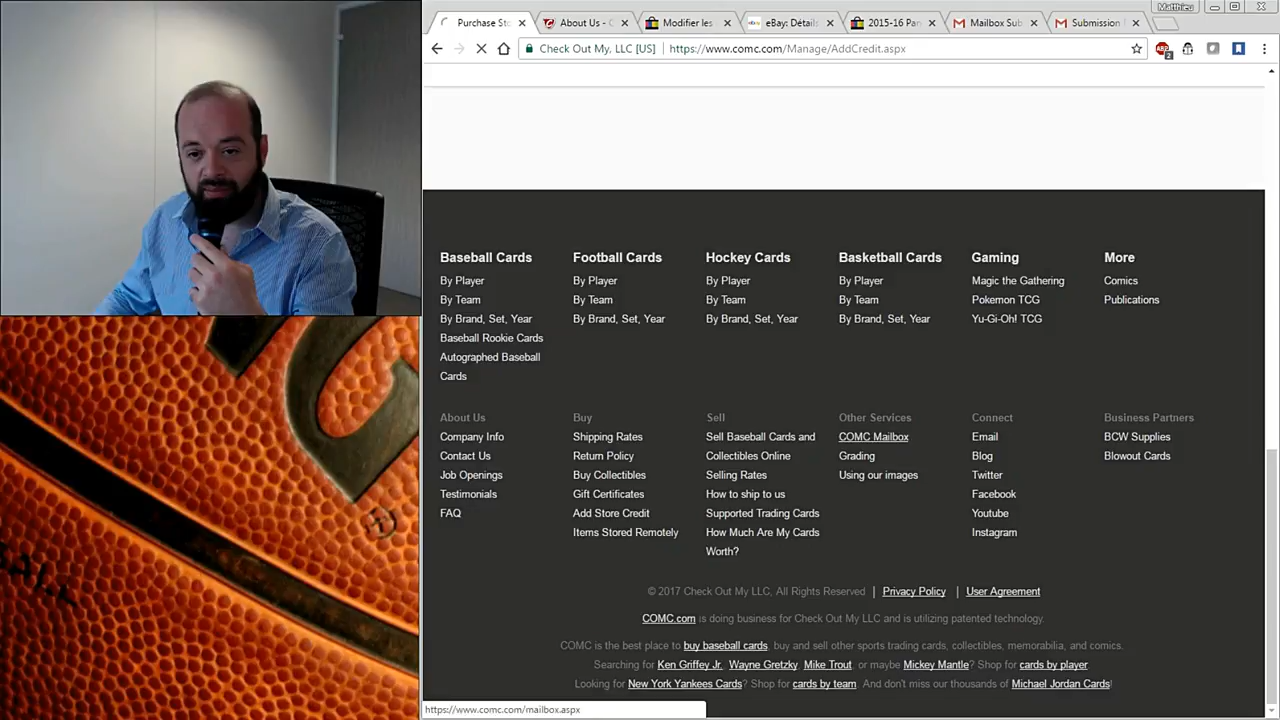 Matthieu
Purchase Sto
About Us - C
Modifier les
eBay: Détails
2015-16 Pan
Mailbox Sub
Submission
Check Out My, LLC [US]
https://www.comc.com/Manage/AddCredit.aspx
2
Baseball Cards
By Player
By Team
By Brand, Set, Year
Baseball Rookie Cards
Autographed Baseball
Cards
Football Cards
By Player
By Team
By Brand, Set, Year
Hockey Cards
By Player
By Team
By Brand, Set, Year
Basketball Cards
By Player
By Team
By Brand, Set, Year
Gaming
Magic the Gathering
Pokemon TCG
Yu-Gi-Oh! TCG
More
Comics
Publications
About Us
Company Info
Contact Us
Job Openings
Testimonials
FAQ
Buy
Shipping Rates
Return Policy
Buy Collectibles
Gift Certificates
Add Store Credit
Items Stored Remotely
Sell
Sell Baseball Cards and
Collectibles Online
Selling Rates
How to ship to us
Supported Trading Cards
How Much Are My Cards
Worth?
Other Services
COMC Mailbox
Grading
Using our images
Connect
Email
Blog
Twitter
Facebook
Youtube
Instagram
Business Partners
BCW Supplies
Blowout Cards
© 2017 Check Out My LLC, All Rights Reserved | Privacy Policy | User Agreement
COMC.com is doing business for Check Out My LLC and is utilizing patented technology.
COMC is the best place to buy baseball cards, buy and sell other sports trading cards, collectibles, memorabilia, and comics.
Searching for Ken Griffey Jr., Wayne Gretzky, Mike Trout, or maybe Mickey Mantle? Shop for cards by player
Looking for New York Yankees Cards? Shop for cards by team. And don't miss our thousands of Michael Jordan Cards!
https://www.comc.com/mailbox.aspx